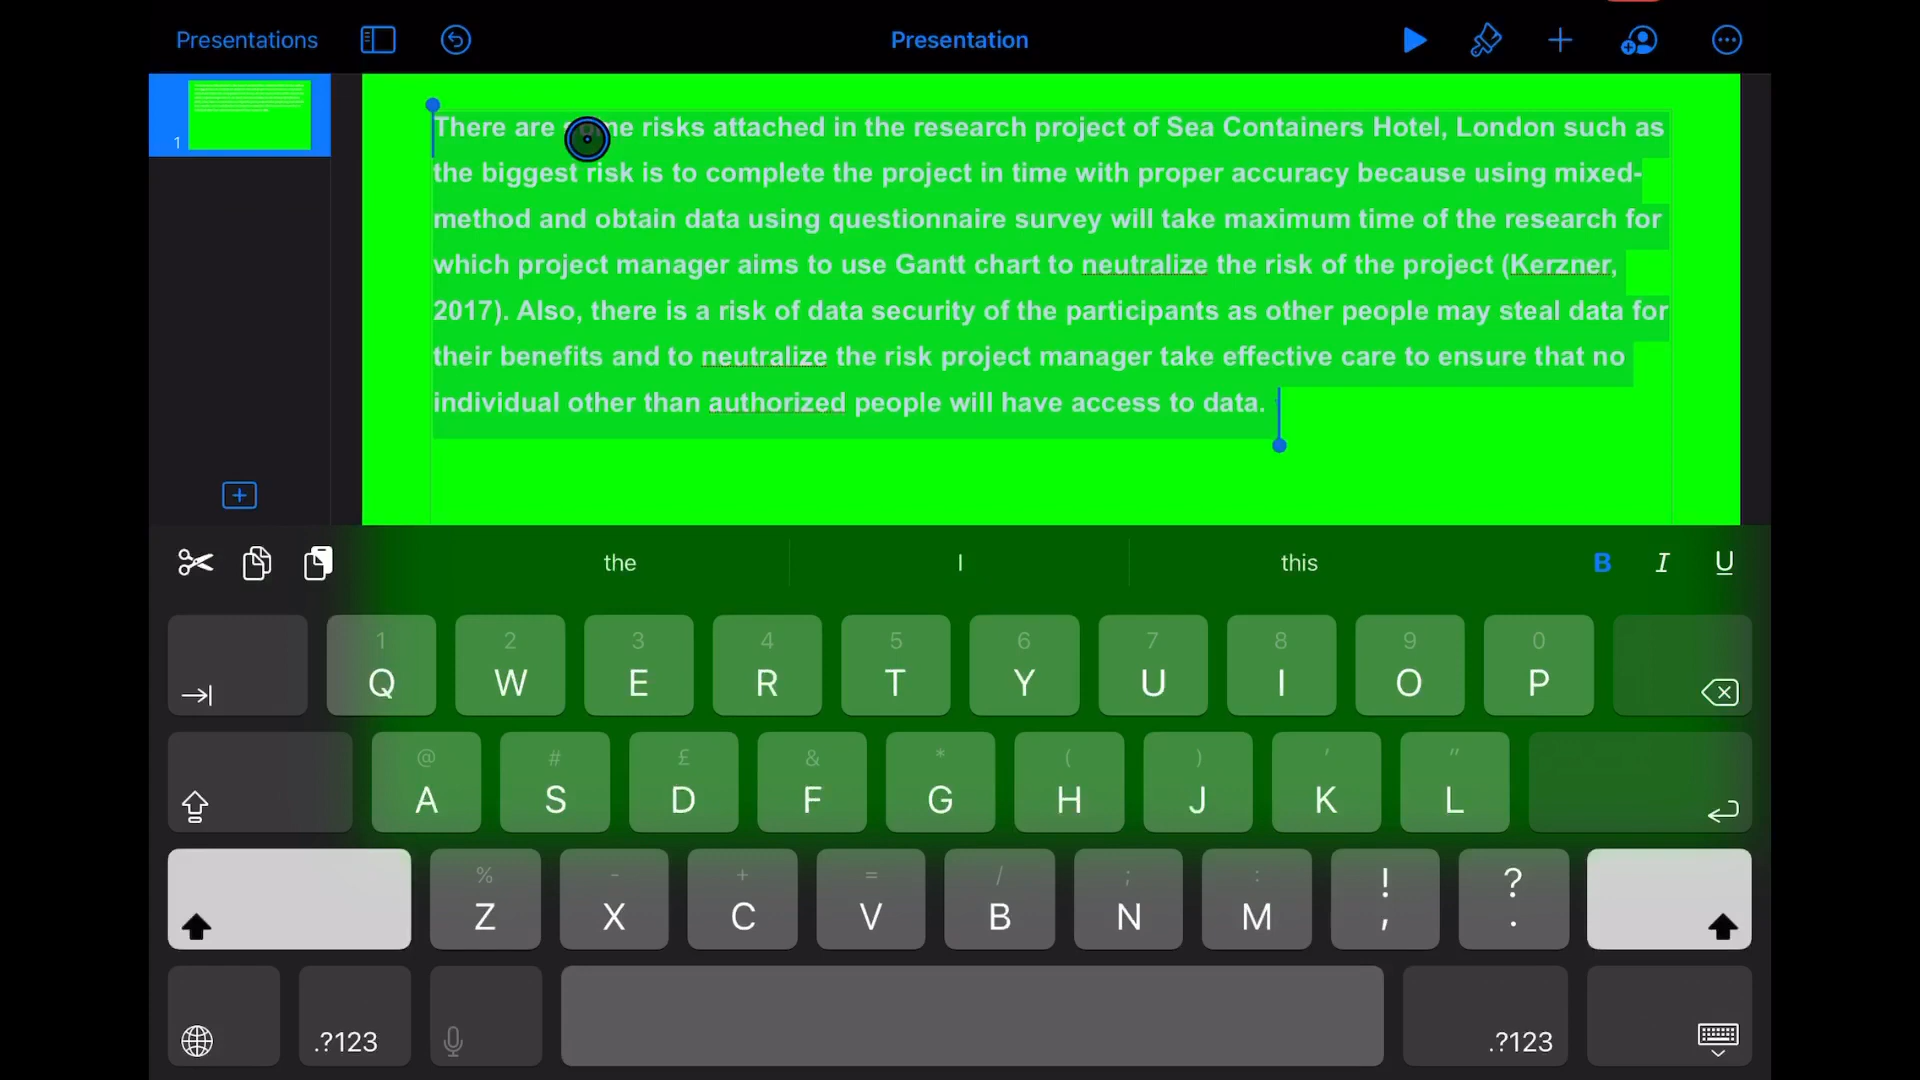 Presentations
Presentation
1
There are some risks attached in the research project of Sea Containers Hotel, London such as
the biggest risk is to complete the project in time with proper accuracy because using mixed-
method and obtain data using questionnaire survey will take maximum time of the research for
which project manager aims to use Gantt chart to neutralize the risk of the project (Kerzner,
2017). Also, there is a risk of data security of the participants as other people may steal data for
their benefits and to neutralize the risk project manager take effective care to ensure that no
individual other than authorized people will have access to data.
the I this B I U
1 2 3 4 5 6 7 8 9 0
Q W E R T Y U I O P
@ # £ & * ( ) ' "
A S D F G H J K L
% - + = / ; : ! ?
Z X C V B N M , .
.?123 .?123